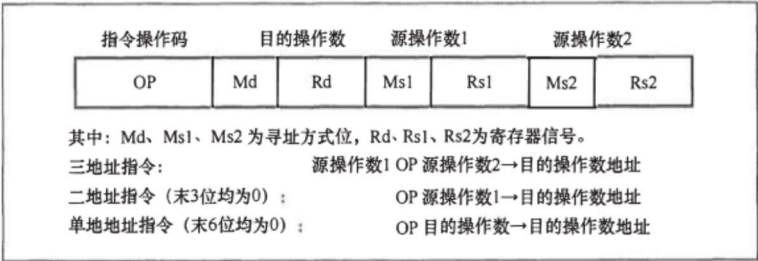 指令操作码 目的操作数 源操作数1 源操作数2
OP Md Rd Ms1 Rs1 Ms2 Rs2
其中：Md、Ms1、Ms2 为寻址方式位，Rd、Rs1、Rs2为寄存器信号。
三地址指令： 源操作数1 OP 源操作数2→目的操作数地址
二地址指令（末3位均为0）： OP 源操作数1→目的操作数地址
单地地址指令（末6位均为0）： OP 目的操作数→目的操作数地址